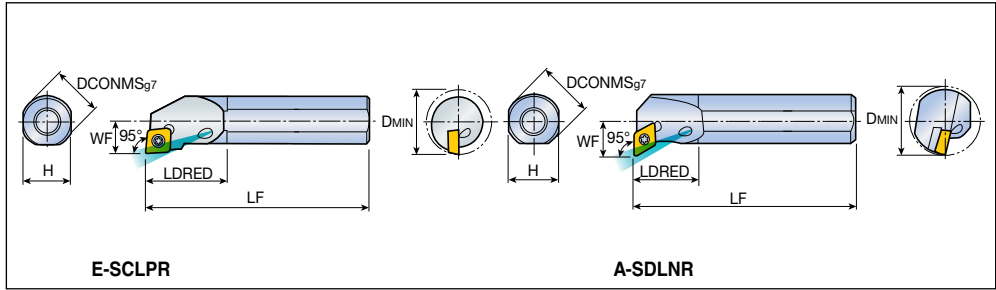 DCONMSg7
WF
95°
H
LDRED
LF
DMIN
E-SCLPR
DCONMSg7
WF
95°
H
LDRED
LF
DMIN
A-SDLNR